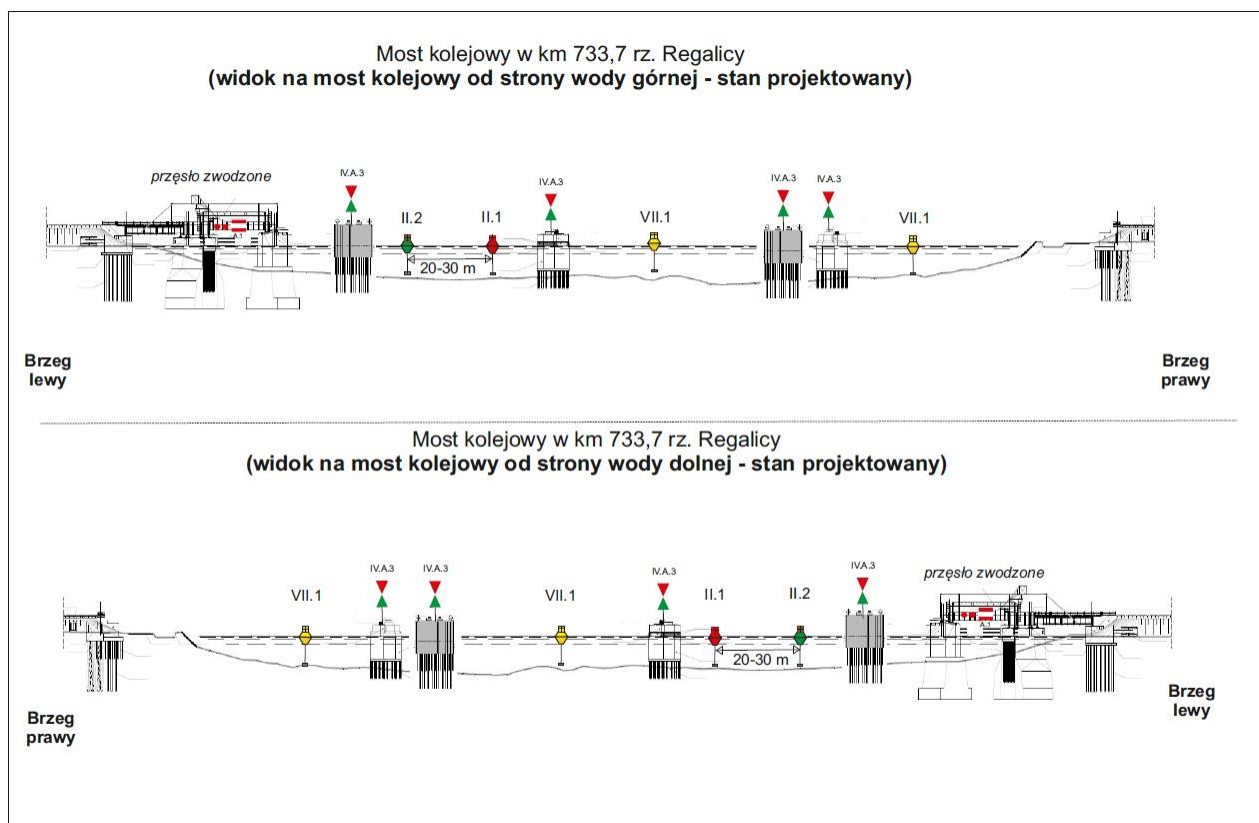 Most kolejowy w km 733,7 rz. Regalicy
(widok na most kolejowy od strony wody górnej - stan projektowany)
przęsło zwodzone
IV.A.3
IV.A.3
IV.A.3
IV.A.3
II.2
II.1
VII.1
VII.1
A.1
20-30 m
Brzeg
lewy
Brzeg
prawy
Most kolejowy w km 733,7 rz. Regalicy
(widok na most kolejowy od strony wody dolnej - stan projektowany)
IV.A.3
IV.A.3
IV.A.3
IV.A.3
przęsło zwodzone
VII.1
VII.1
II.1
II.2
A.1
20-30 m
Brzeg
prawy
Brzeg
lewy